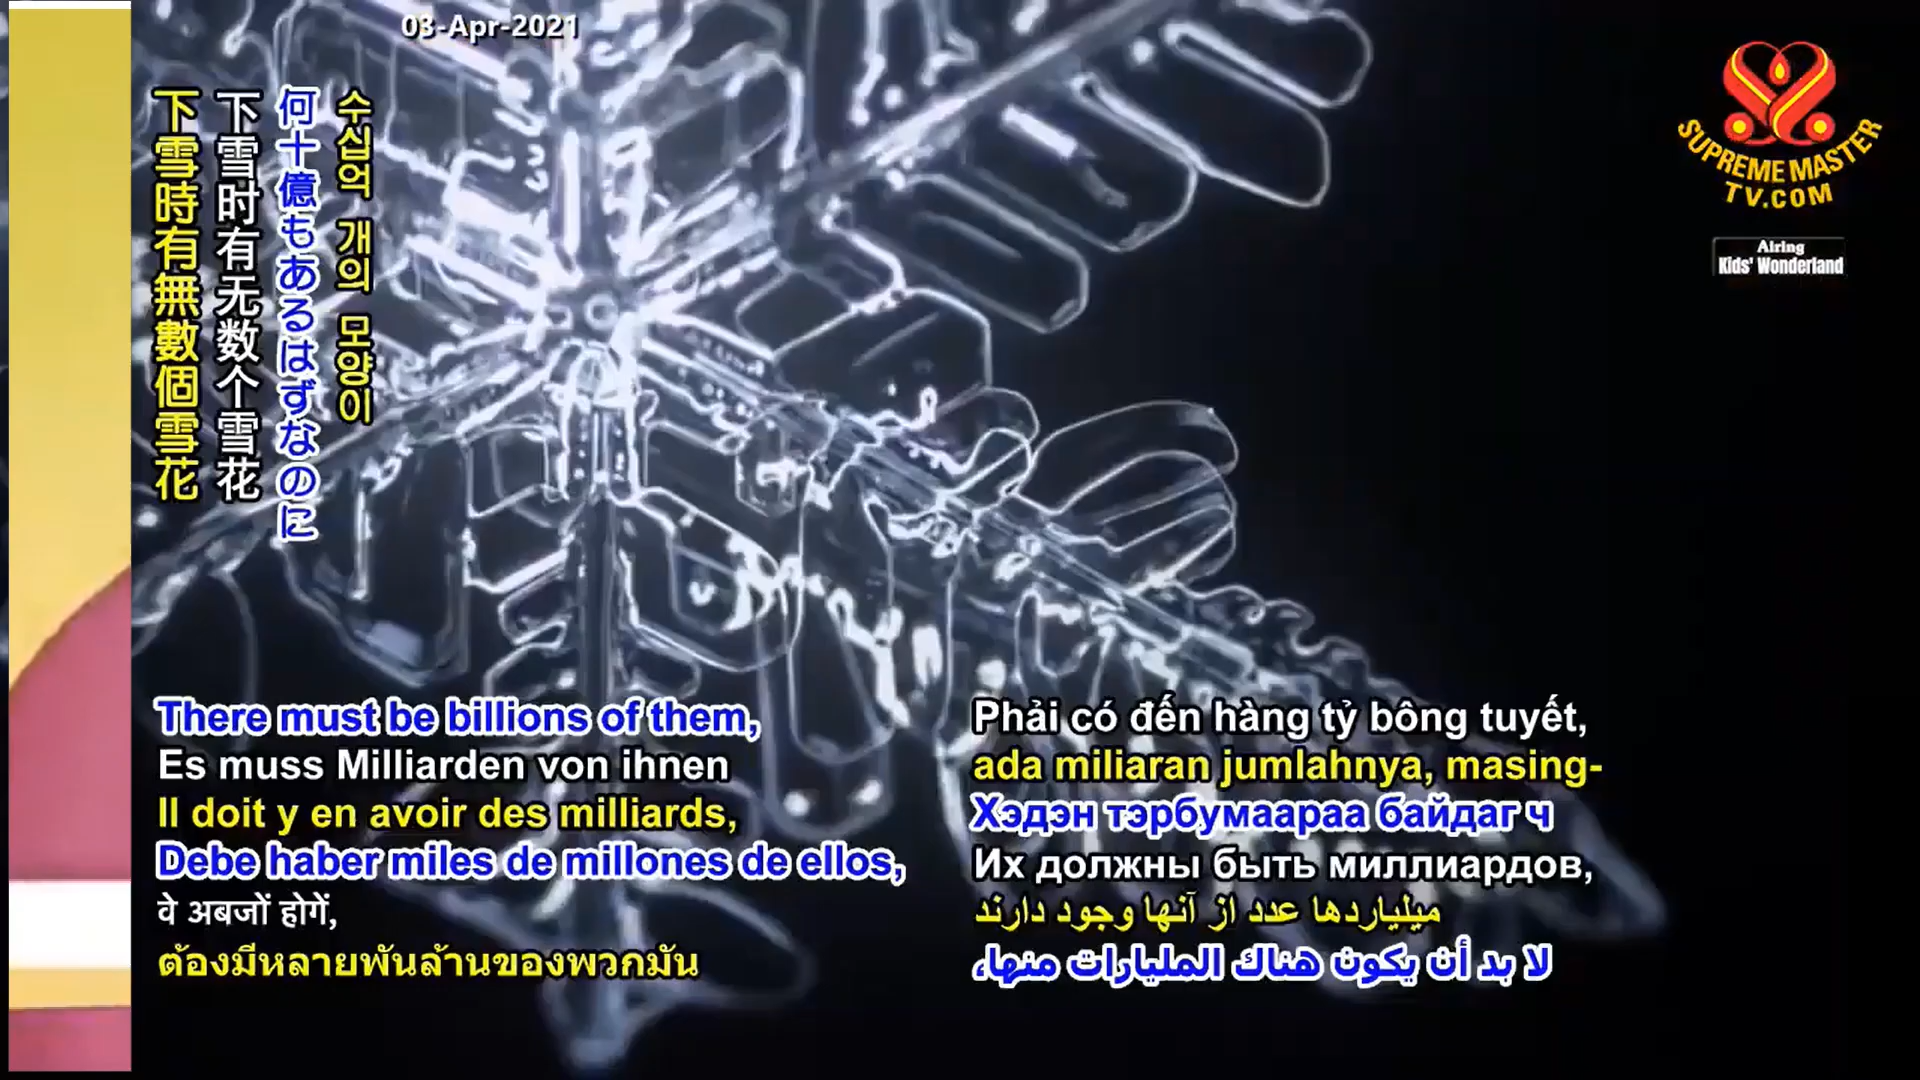 03-Apr-2021
下雪時有無數個雪花
下雪时有无数个雪花
何十億もあるはずなのに
수십억 개의 모양이
SUPREME MASTER
TV.COM
Airing
Kids' Wonderland
There must be billions of them,
Es muss Milliarden von ihnen
Il doit y en avoir des milliards,
Debe haber miles de millones de ellos,
वे अबजों होगें,
ต้องมีหลายพันล้านของพวกมัน
Phải có đến hàng tỷ bông tuyết,
ada miliaran jumlahnya, masing-
Хэдэн тэрбумаараа байдаг ч
Их должны быть миллиардов,
میلیاردها عدد از آنها وجود دارند
لا بد أن يكون هناك المليارات منها،